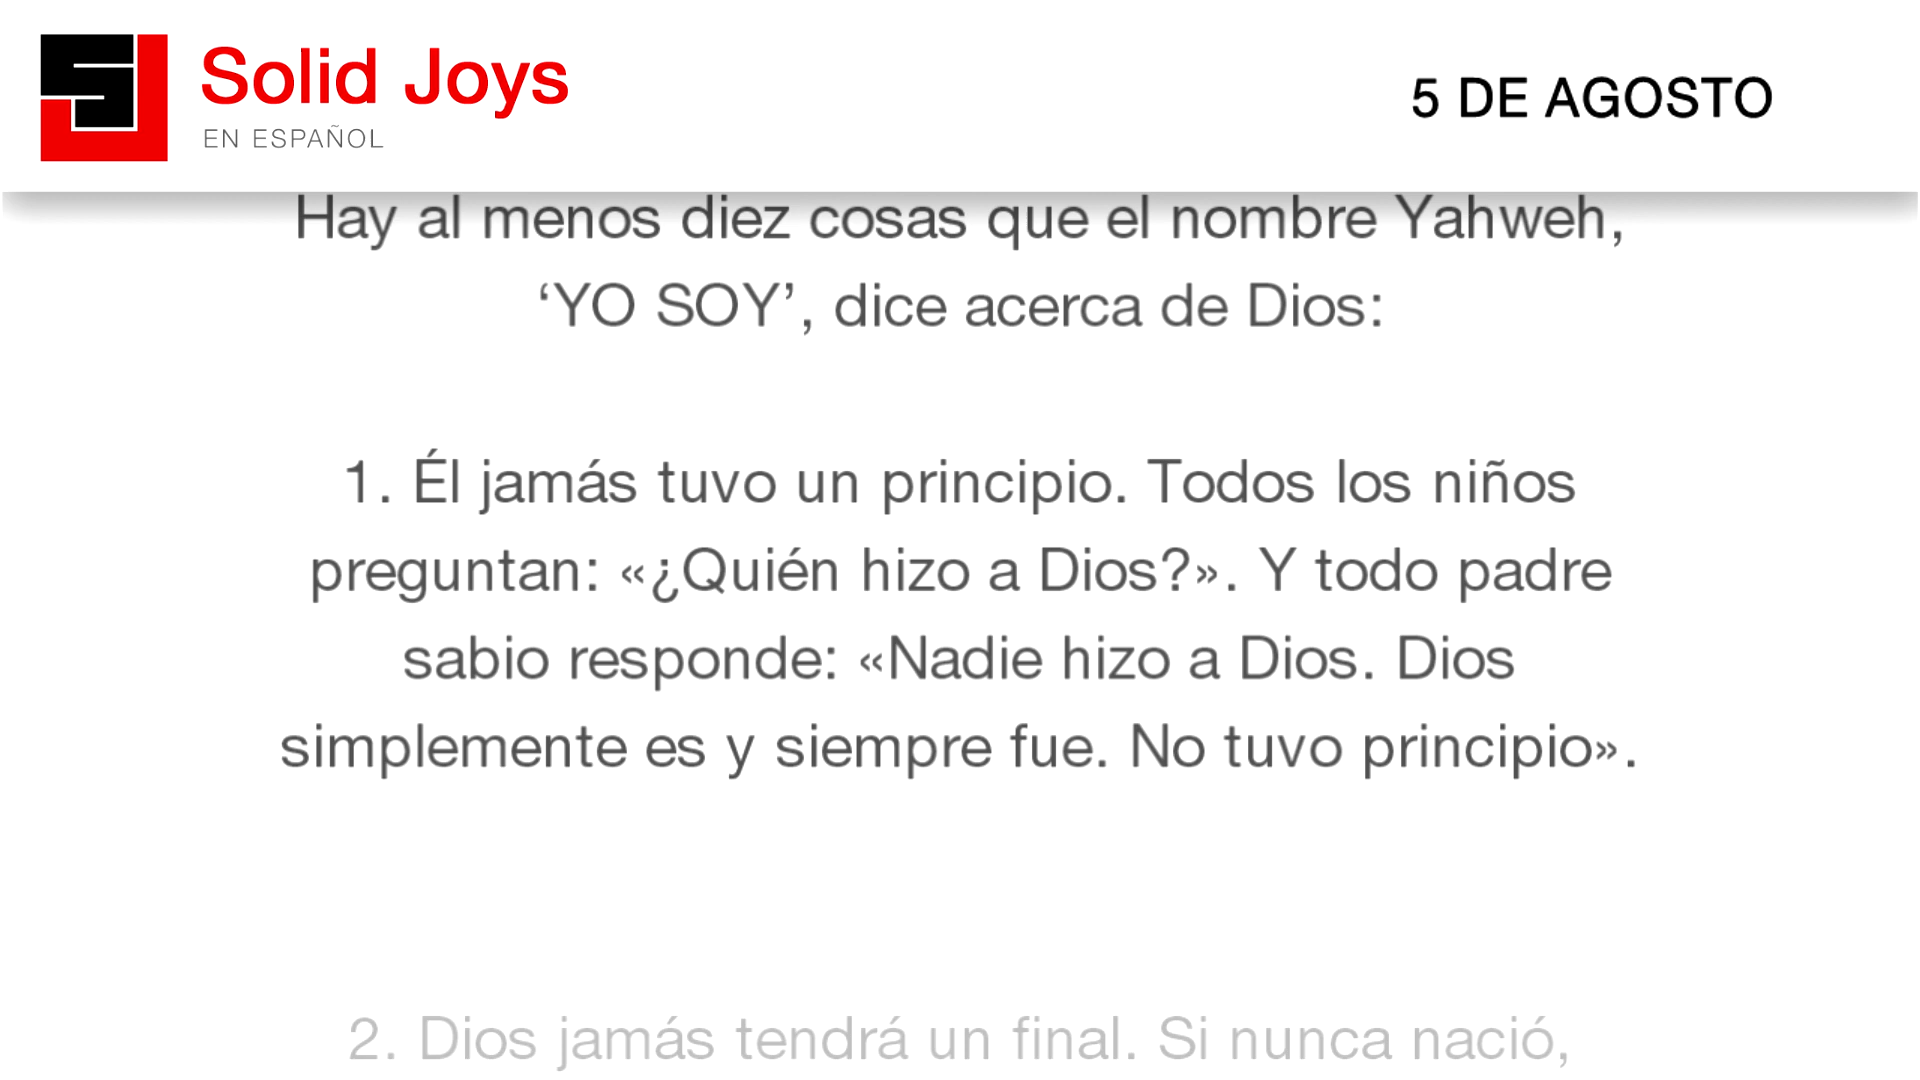 Solid Joys
EN ESPAÑOL
5 DE AGOSTO
Hay al menos diez cosas que el nombre Yahweh,
‘YO SOY’, dice acerca de Dios:
1. Él jamás tuvo un principio. Todos los niños
preguntan: «¿Quién hizo a Dios?». Y todo padre
sabio responde: «Nadie hizo a Dios. Dios
simplemente es y siempre fue. No tuvo principio».
2. Dios jamás tendrá un final. Si nunca nació,